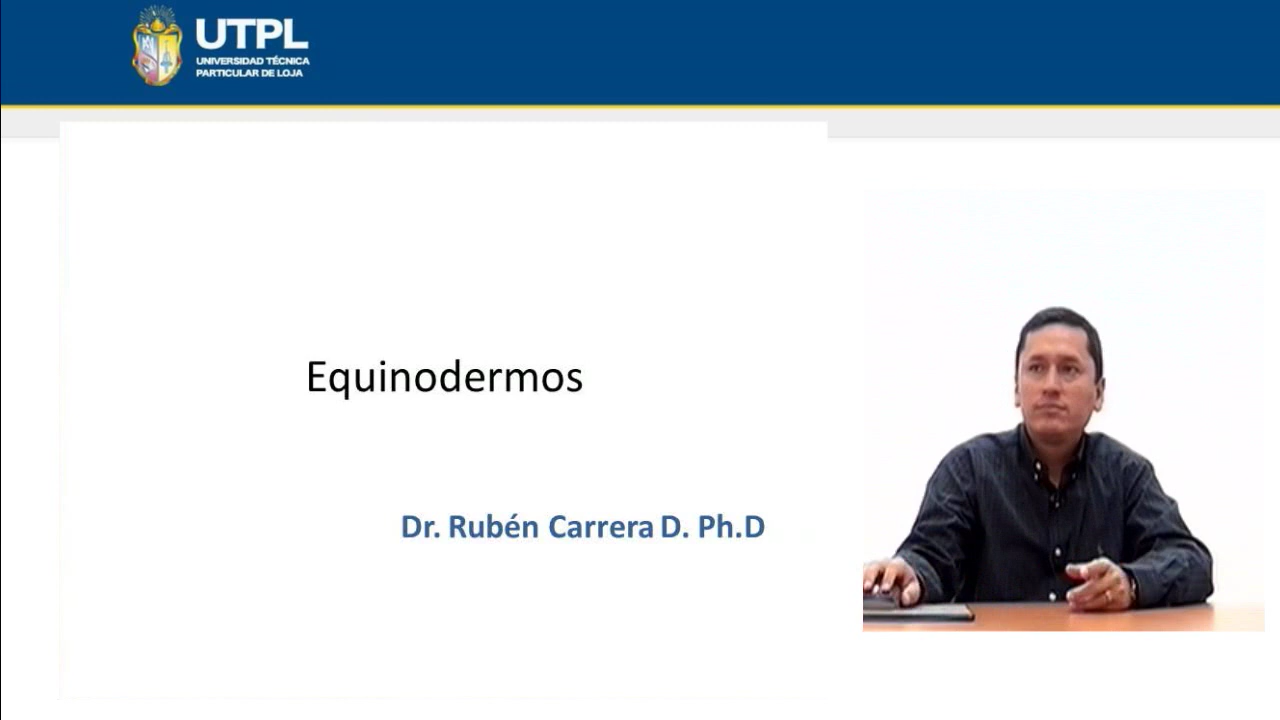 UTPL
UNIVERSIDAD TÉCNICA
PARTICULAR DE LOJA
Equinodermos
Dr. Rubén Carrera D. Ph.D